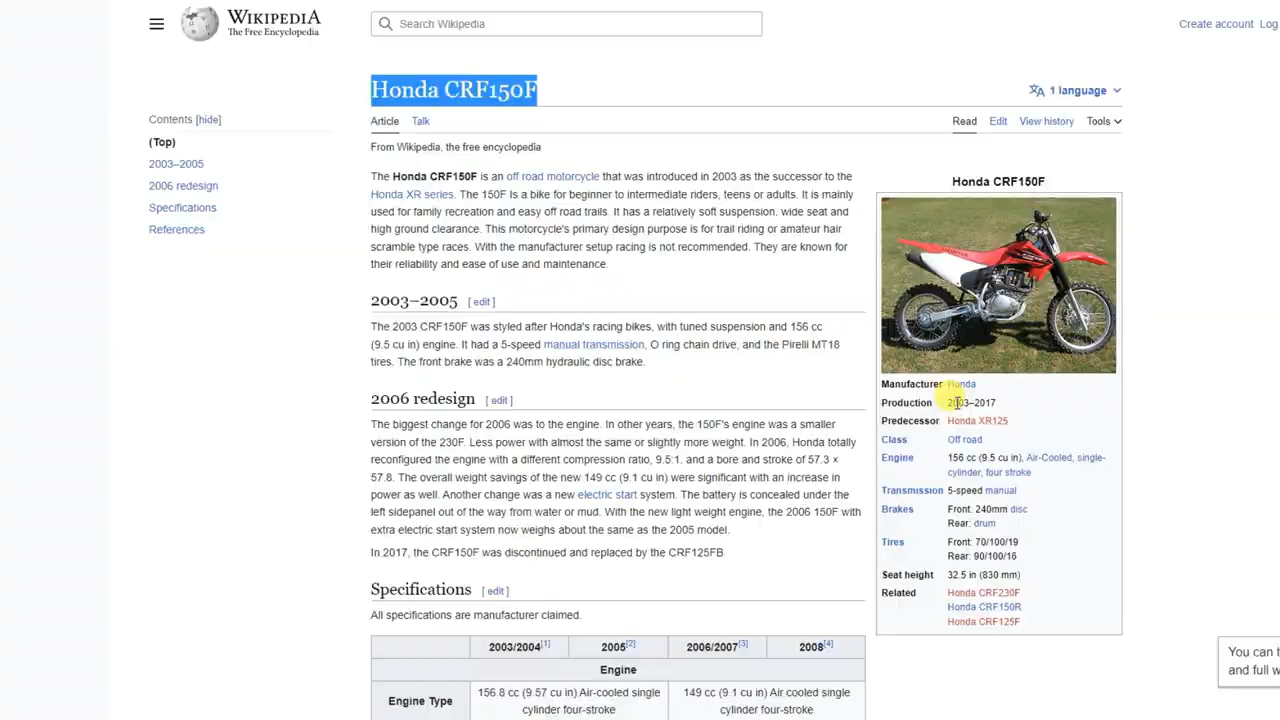 WIKIPEDIA
The Free Encyclopedia
Search Wikipedia
Create account Log
Honda CRF150F
1 language
Contents [hide]
(Top)
2003–2005
2006 redesign
Specifications
References
Article Talk
Read Edit View history Tools
From Wikipedia, the free encyclopedia
The Honda CRF150F is an off road motorcycle that was introduced in 2003 as the successor to the
Honda XR series. The 150F Is a bike for beginner to intermediate riders, teens or adults. It is mainly
used for family recreation and easy off road trails. It has a relatively soft suspension. wide seat and
high ground clearance. This motorcycle's primary design purpose is for trail riding or amateur hair
scramble type races. With the manufacturer setup racing is not recommended. They are known for
their reliability and ease of use and maintenance.
2003–2005 [ edit ]
The 2003 CRF150F was styled after Honda's racing bikes, with tuned suspension and 156 cc
(9.5 cu in) engine. It had a 5-speed manual transmission, O ring chain drive, and the Pirelli MT18
tires. The front brake was a 240mm hydraulic disc brake.
2006 redesign [ edit ]
The biggest change for 2006 was to the engine. In other years, the 150F's engine was a smaller
version of the 230F. Less power with almost the same or slightly more weight. In 2006, Honda totally
reconfigured the engine with a different compression ratio, 9.5:1. and a bore and stroke of 57.3 ×
57.8. The overall weight savings of the new 149 cc (9.1 cu in) were significant with an increase in
power as well. Another change was a new electric start system. The battery is concealed under the
left sidepanel out of the way from water or mud. With the new light weight engine, the 2006 150F with
extra electric start system now weighs about the same as the 2005 model.
In 2017, the CRF150F was discontinued and replaced by the CRF125FB
Specifications [ edit ]
All specifications are manufacturer claimed.
2003/2004[1] 2005[2] 2006/2007[3] 2008[4]
Engine
Engine Type
156.8 cc (9.57 cu in) Air-cooled single
cylinder four-stroke
149 cc (9.1 cu in) Air cooled single
cylinder four-stroke
Honda CRF150F
Manufacturer Honda
Production 2003–2017
Predecessor Honda XR125
Class Off road
Engine 156 cc (9.5 cu in), Air-Cooled, single-
cylinder, four stroke
Transmission 5-speed manual
Brakes Front: 240mm disc
Rear: drum
Tires Front: 70/100/19
Rear: 90/100/16
Seat height 32.5 in (830 mm)
Related Honda CRF230F
Honda CRF150R
Honda CRF125F
You can t
and full w